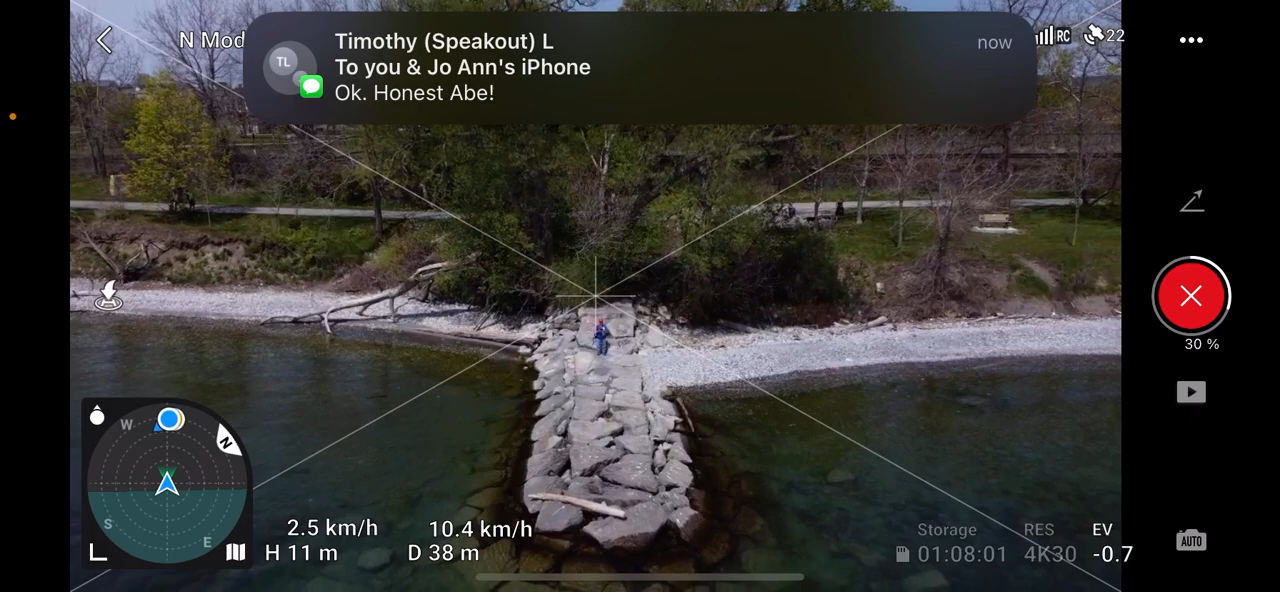 N Mod
TL
Timothy (Speakout) L
now
To you & Jo Ann's iPhone
Ok. Honest Abe!
RC
22
30 %
W
N
S
E
2.5 km/h
10.4 km/h
H 11 m
D 38 m
Storage
RES
EV
01:08:01
4K30
-0.7
AUTO